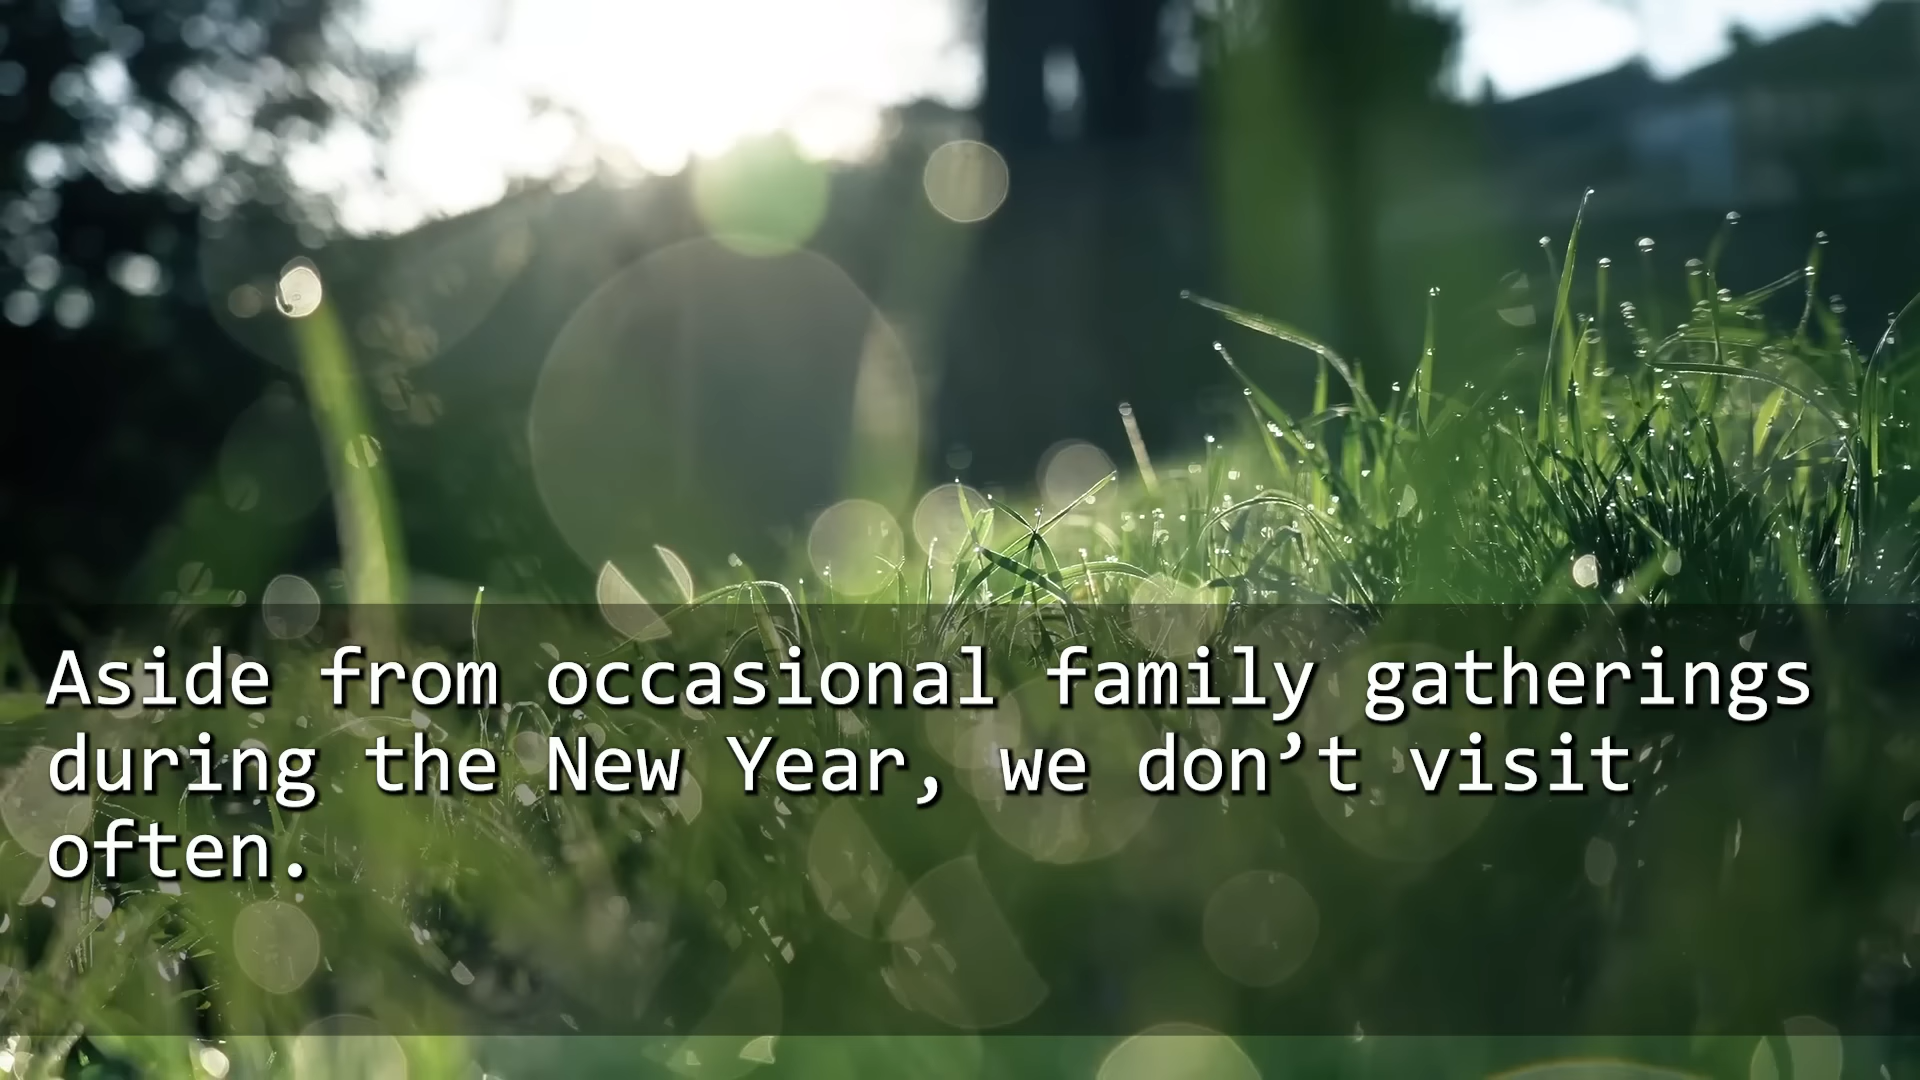 Aside from occasional family gatherings
during the New Year, we don’t visit
often.